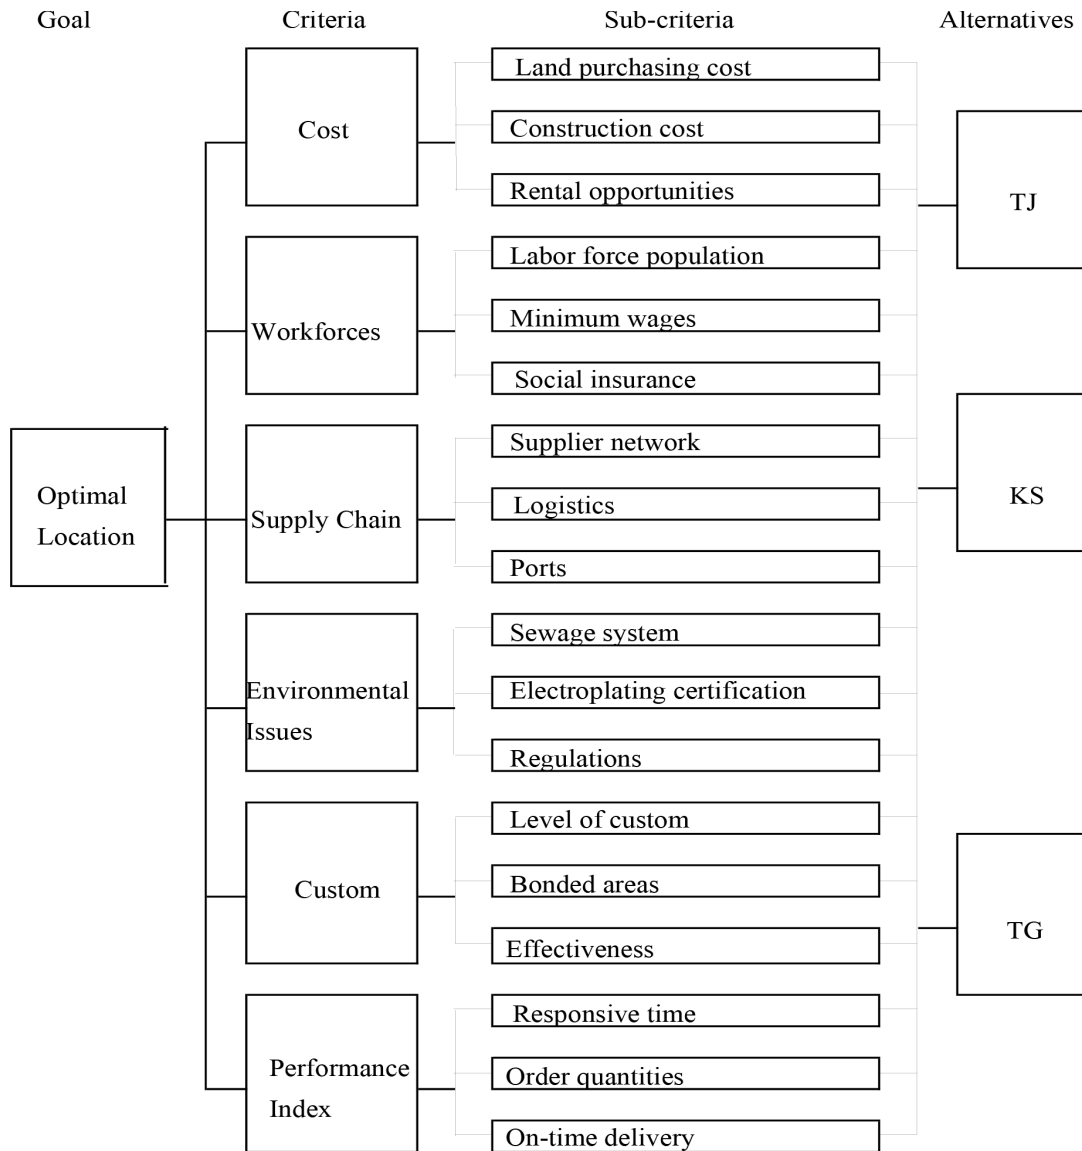 Goal
Criteria
Sub-criteria
Alternatives
Optimal
Location
Cost
Land purchasing cost
Construction cost
Rental opportunities
Workforces
Labor force population
Minimum wages
Social insurance
Supply Chain
Supplier network
Logistics
Ports
Environmental
Issues
Sewage system
Electroplating certification
Regulations
Custom
Level of custom
Bonded areas
Effectiveness
Performance
Index
Responsive time
Order quantities
On-time delivery
TJ
KS
TG